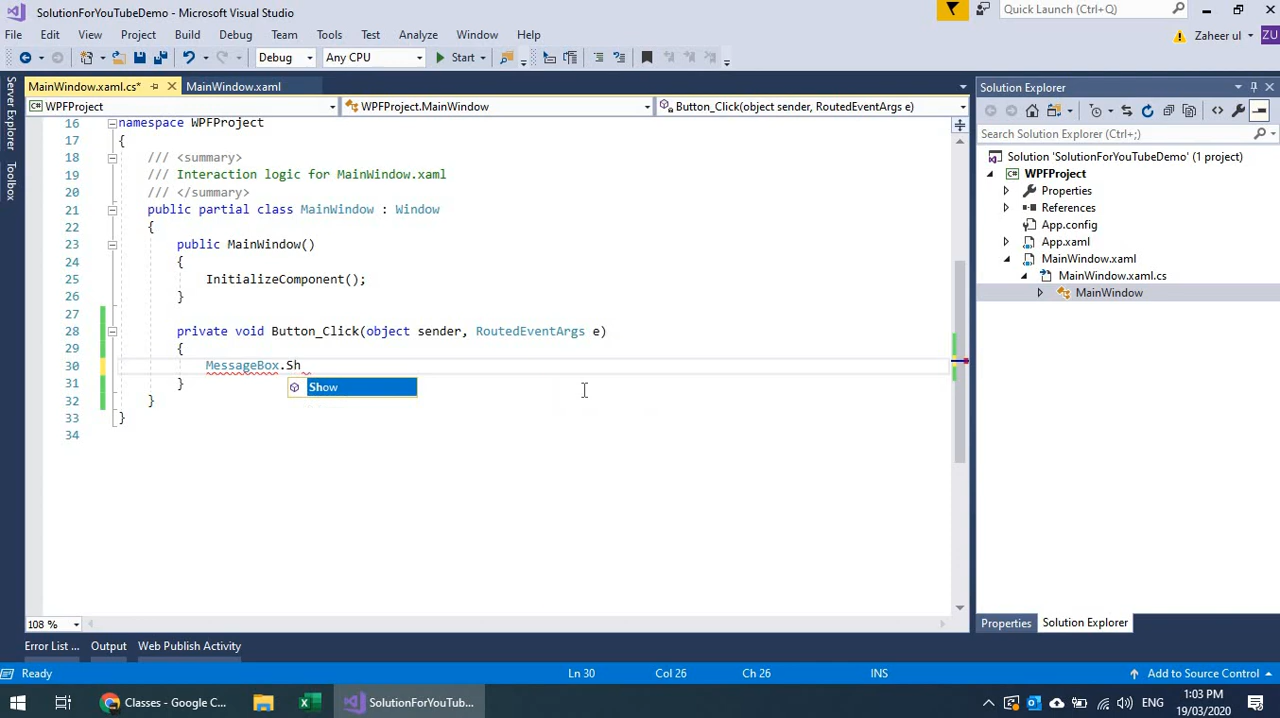 SolutionForYouTubeDemo - Microsoft Visual Studio
Quick Launch (Ctrl+Q)
File Edit View Project Build Debug Team Tools Test Analyze Window Help
Zaheer ul
ZU
Debug Any CPU Start
MainWindow.xaml.cs* MainWindow.xaml
WPFProject WPFProject.MainWindow Button_Click(object sender, RoutedEventArgs e)
Server Explorer
Toolbox
16 namespace WPFProject
17 {
18 /// <summary>
19 /// Interaction logic for MainWindow.xaml
20 /// </summary>
21 public partial class MainWindow : Window
22 {
23 public MainWindow()
24 {
25 InitializeComponent();
26 }
27
28 private void Button_Click(object sender, RoutedEventArgs e)
29 {
30 MessageBox.Sh
Show
31 }
32 }
33 }
34
108 %
Solution Explorer
Search Solution Explorer (Ctrl+;)
Solution 'SolutionForYouTubeDemo' (1 project)
WPFProject
Properties
References
App.config
App.xaml
MainWindow.xaml
MainWindow.xaml.cs
MainWindow
Properties Solution Explorer
Error List ... Output Web Publish Activity
Ready Ln 30 Col 26 Ch 26 INS Add to Source Control
Classes - Google C... SolutionForYouTub... ENG
1:03 PM
19/03/2020